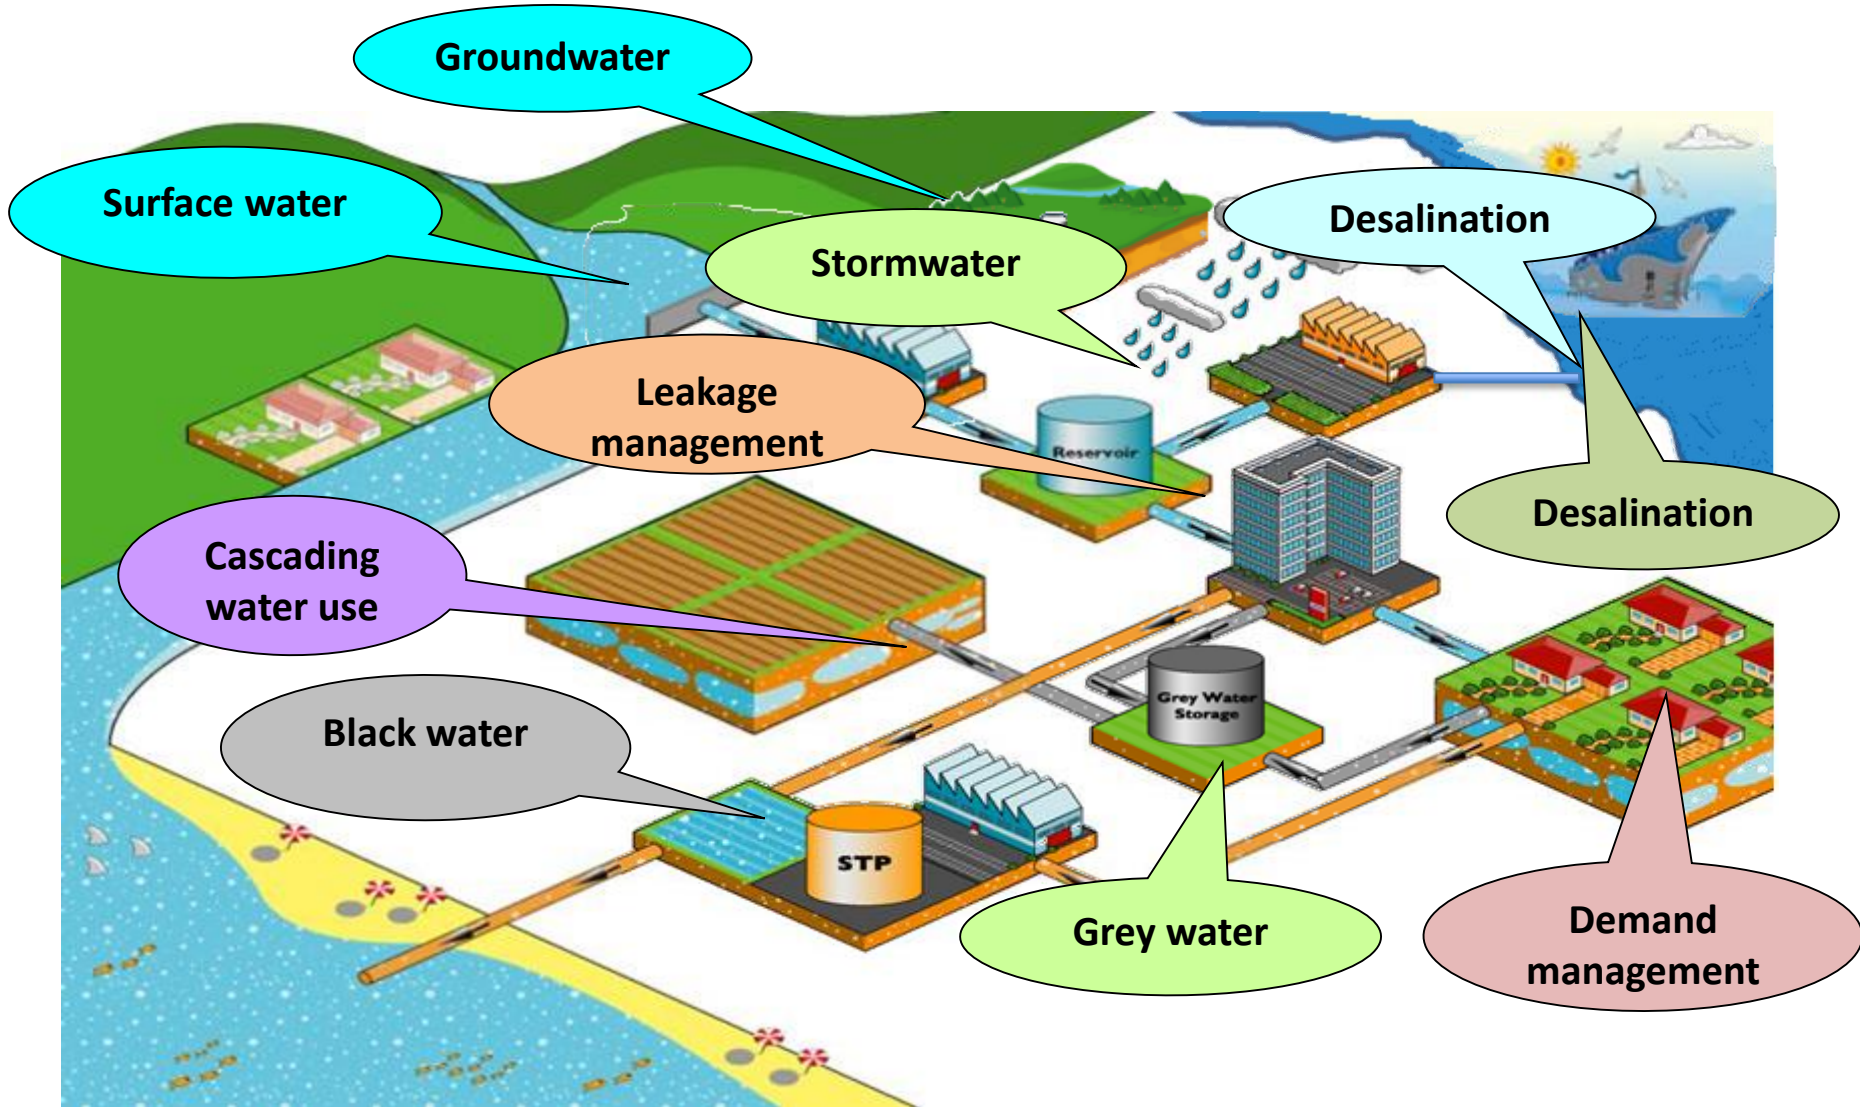 Groundwater
Surface water
Desalination
Stormwater
Leakage
management
Reservoir
Desalination
Cascading
water use
Grey Water
Storage
Black water
STP
Grey water
Demand
management